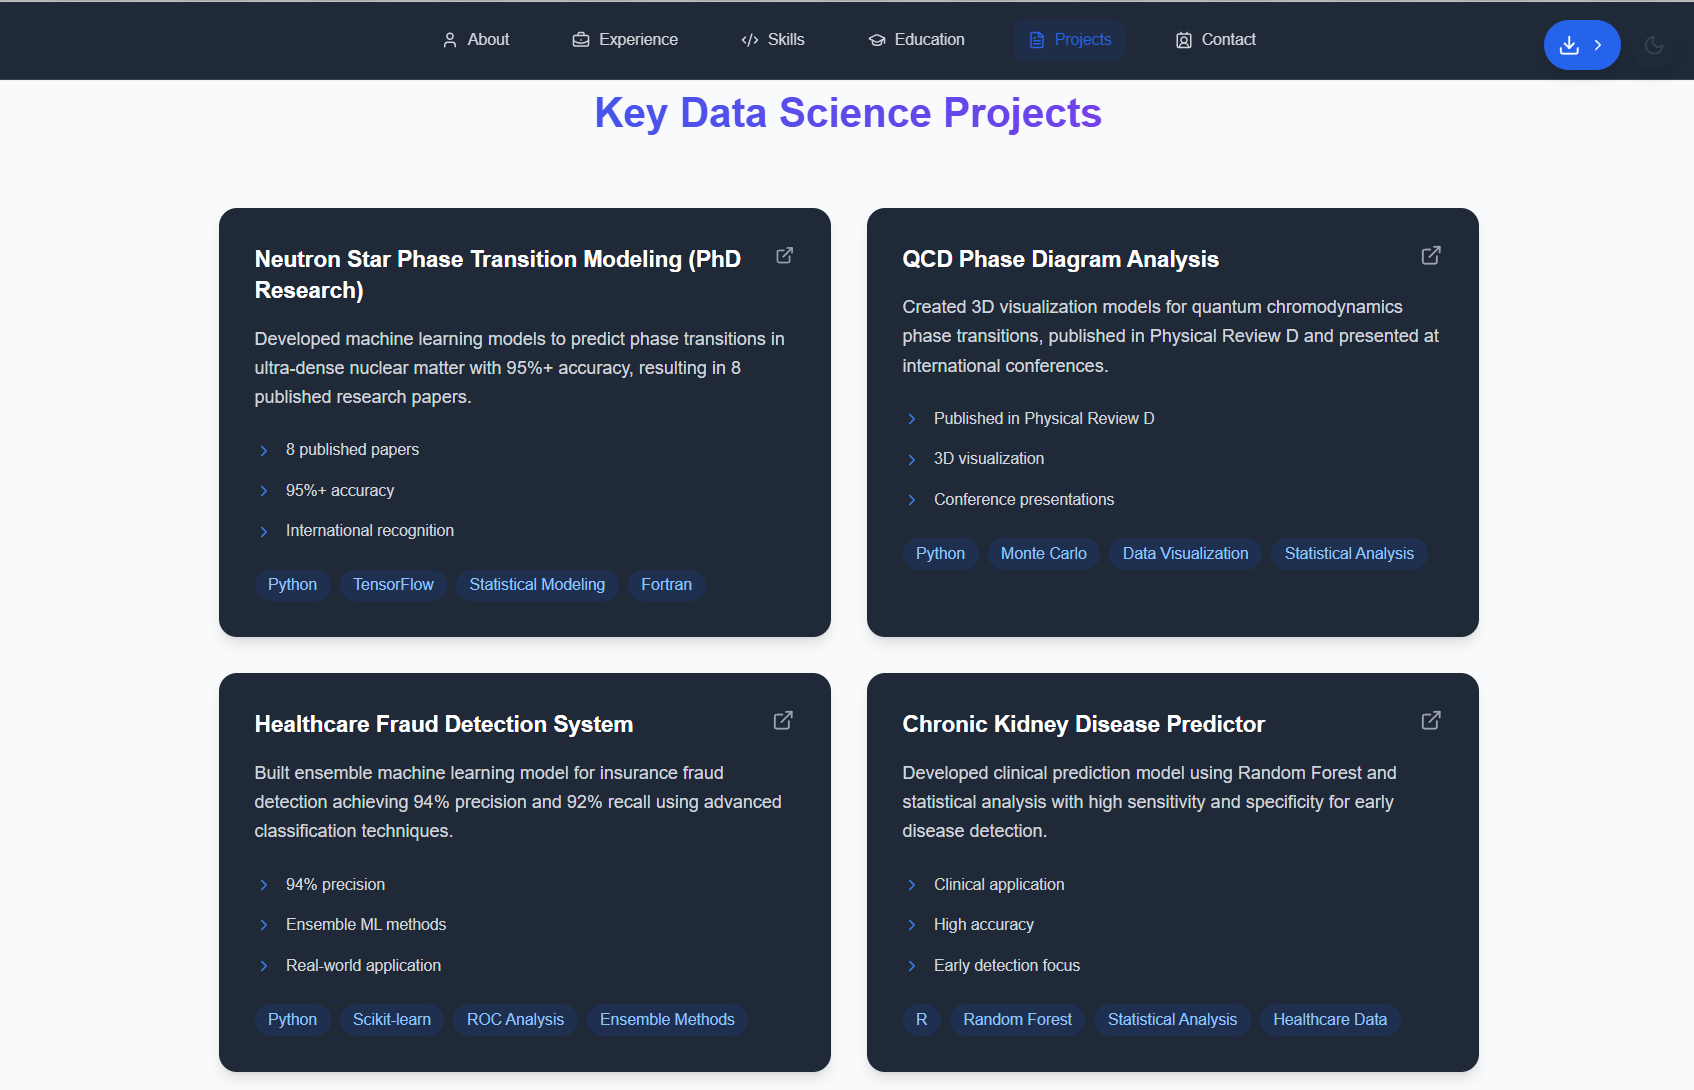 About
Experience
Skills
Education
Projects
Contact
Key Data Science Projects
Neutron Star Phase Transition Modeling (PhD
Research)
Developed machine learning models to predict phase transitions in
ultra-dense nuclear matter with 95%+ accuracy, resulting in 8
published research papers.
8 published papers
95%+ accuracy
International recognition
Python
TensorFlow
Statistical Modeling
Fortran
QCD Phase Diagram Analysis
Created 3D visualization models for quantum chromodynamics
phase transitions, published in Physical Review D and presented at
international conferences.
Published in Physical Review D
3D visualization
Conference presentations
Python
Monte Carlo
Data Visualization
Statistical Analysis
Healthcare Fraud Detection System
Built ensemble machine learning model for insurance fraud
detection achieving 94% precision and 92% recall using advanced
classification techniques.
94% precision
Ensemble ML methods
Real-world application
Python
Scikit-learn
ROC Analysis
Ensemble Methods
Chronic Kidney Disease Predictor
Developed clinical prediction model using Random Forest and
statistical analysis with high sensitivity and specificity for early
disease detection.
Clinical application
High accuracy
Early detection focus
R
Random Forest
Statistical Analysis
Healthcare Data